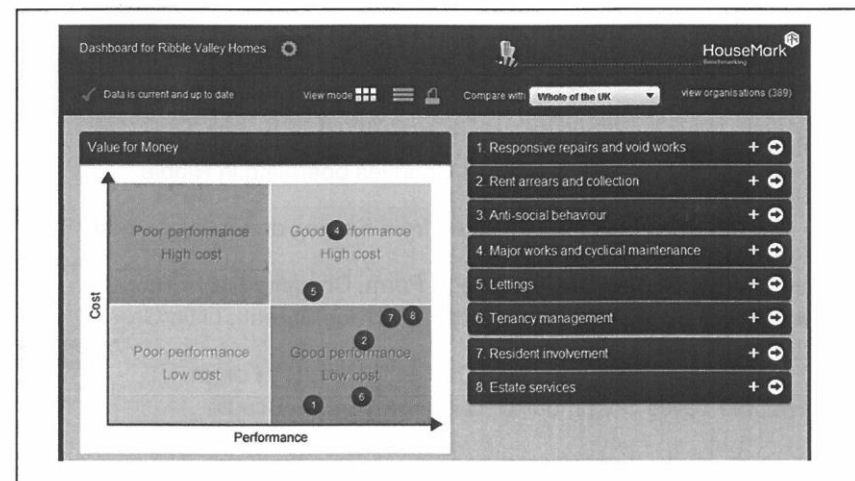 Dashboard for Ribble Valley Homes
HouseMark
Benchmarking
Data is current and up to date
View mode
Compare with
Whole of the UK
view organisations (389)
Value for Money
Poor performance
High cost
Good performance
High cost
Poor performance
Low cost
Good performance
Low cost
4
5
7
8
2
1
6
Cost
Performance
1. Responsive repairs and void works
2. Rent arrears and collection
3. Anti-social behaviour
4. Major works and cyclical maintenance
5. Lettings
6. Tenancy management
7. Resident involvement
8. Estate services